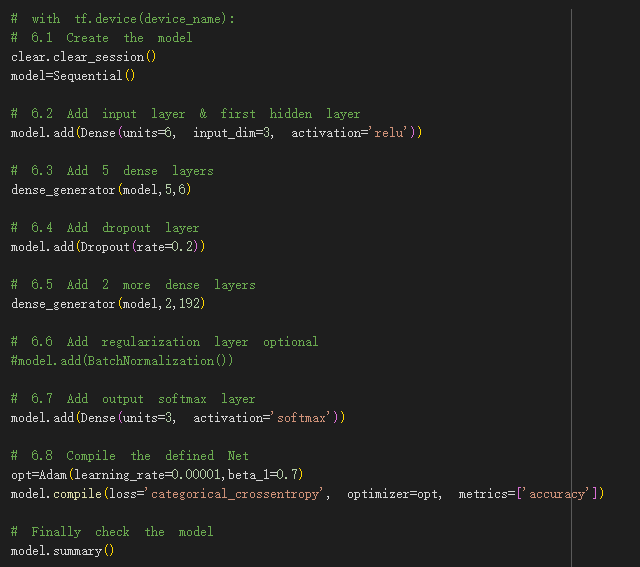 # with tf.device(device_name):
# 6.1 Create the model
clear.clear_session()
model=Sequential()
# 6.2 Add input layer & first hidden layer
model.add(Dense(units=6, input_dim=3, activation='relu'))
# 6.3 Add 5 dense layers
dense_generator(model,5,6)
# 6.4 Add dropout layer
model.add(Dropout(rate=0.2))
# 6.5 Add 2 more dense layers
dense_generator(model,2,192)
# 6.6 Add regularization layer optional
#model.add(BatchNormalization())
# 6.7 Add output softmax layer
model.add(Dense(units=3, activation='softmax'))
# 6.8 Compile the defined Net
opt=Adam(learning_rate=0.00001,beta_1=0.7)
model.compile(loss='categorical_crossentropy', optimizer=opt, metrics=['accuracy'])
# Finally check the model
model.summary()